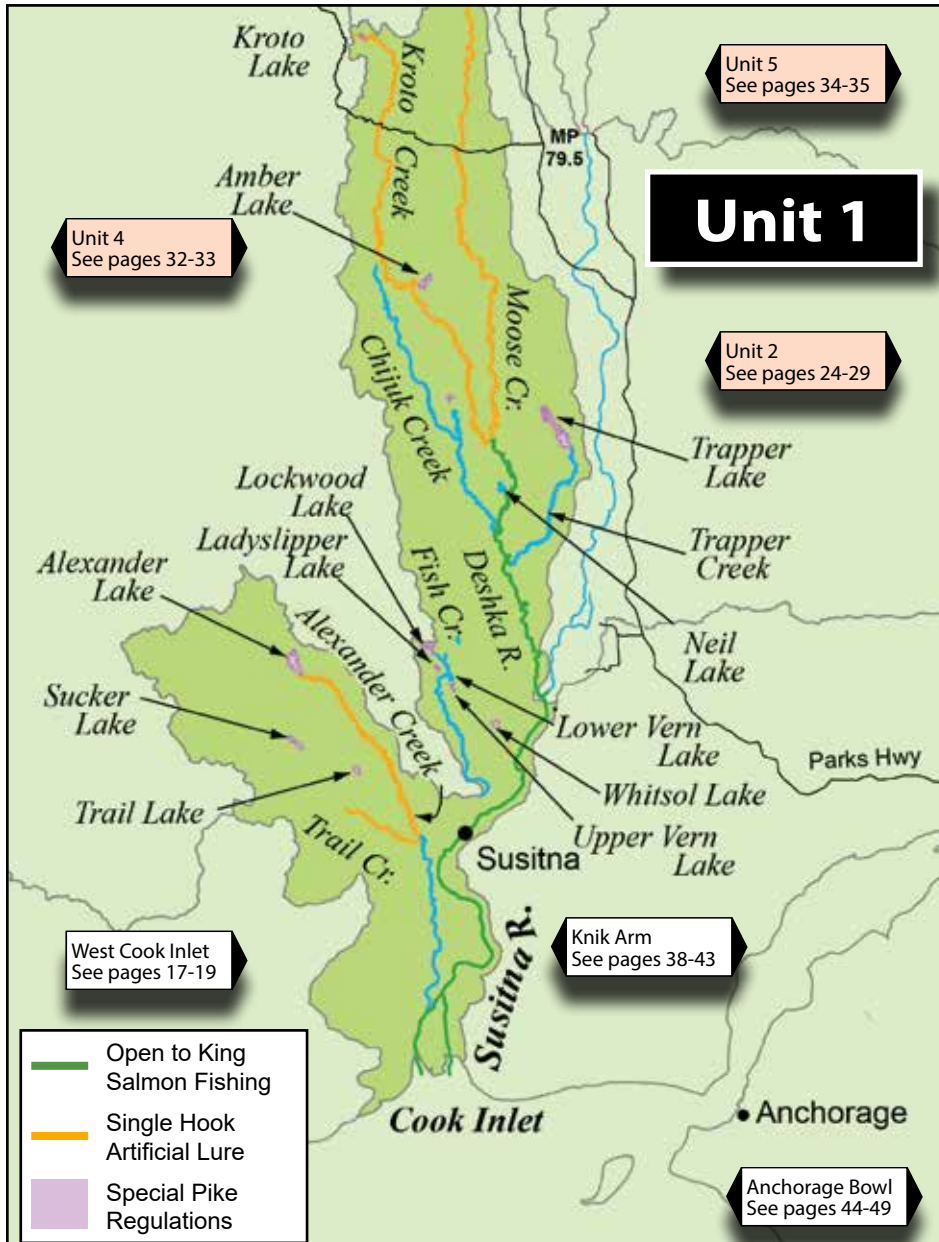 Kroto
Lake
Kroto
Creek
Unit 5
See pages 34-35
MP
79.5
Unit 1
Amber
Lake
Unit 4
See pages 32-33
Moose Cr.
Unit 2
See pages 24-29
Chijuk Creek
Trapper
Lake
Lockwood
Lake
Ladyslipper
Lake
Trapper
Creek
Alexander
Lake
Fish Cr.
Deshka R.
Alexander Creek
Neil
Lake
Sucker
Lake
Lower Vern
Lake
Parks Hwy
Whitsol Lake
Trail Lake
Upper Vern
Lake
Trail Cr.
Susitna
West Cook Inlet
See pages 17-19
Susitna R.
Knik Arm
See pages 38-43
Open to King
Salmon Fishing
Single Hook
Artificial Lure
Special Pike
Regulations
Cook Inlet
Anchorage
Anchorage Bowl
See pages 44-49